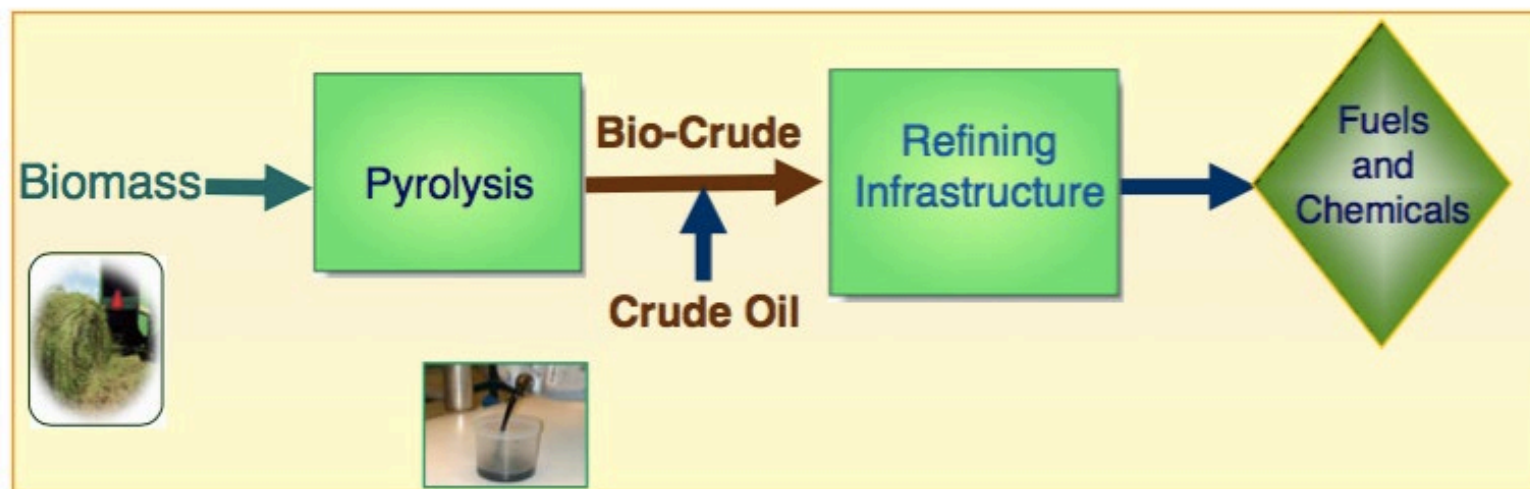 Biomass
Pyrolysis
Bio-Crude
Crude Oil
Refining
Infrastructure
Fuels
and
Chemicals